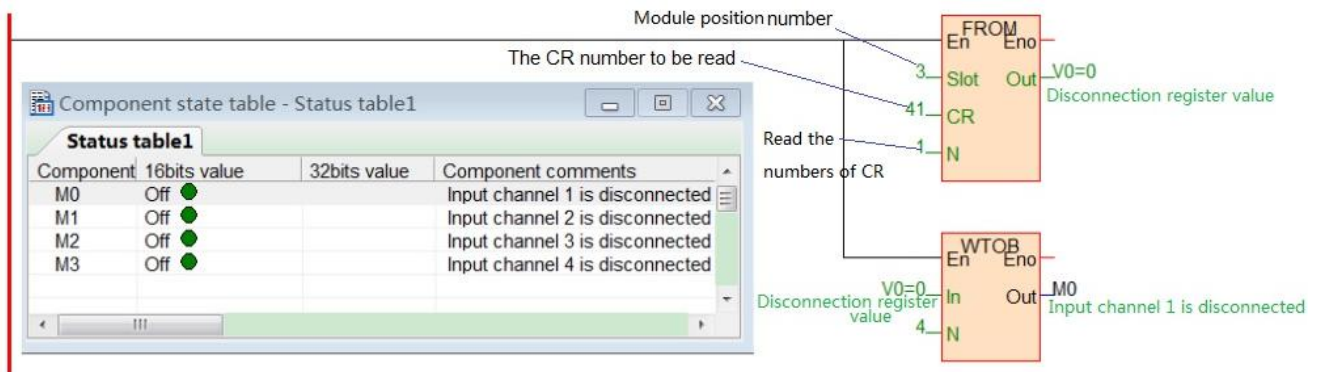 Module position number
FROM
En Eno
The CR number to be read
3 Slot Out V0=0
Disconnection register value
41 CR
Read the
numbers of CR
1 N
Component state table - Status table1
Status table1
Component 16bits value 32bits value Component comments
M0 Off Input channel 1 is disconnected
M1 Off Input channel 2 is disconnected
M2 Off Input channel 3 is disconnected
M3 Off Input channel 4 is disconnected
WTOB
En Eno
V0=0 In Out M0
Disconnection register
value
Input channel 1 is disconnected
4 N